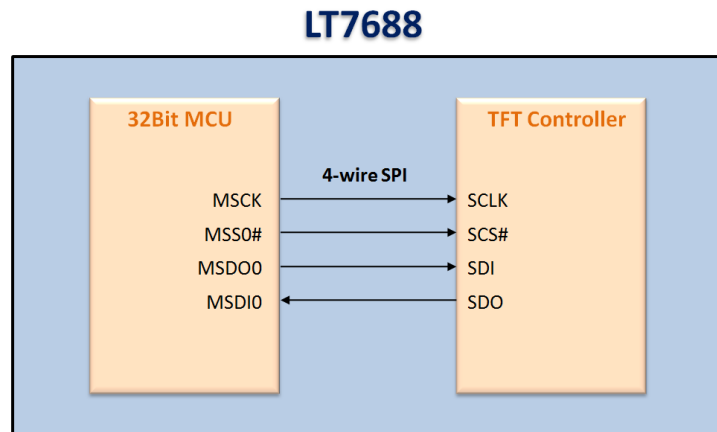 LT7688
32Bit MCU
TFT Controller
4-wire SPI
MSCK SCLK
MSS0# SCS#
MSDO0 SDI
MSDI0 SDO